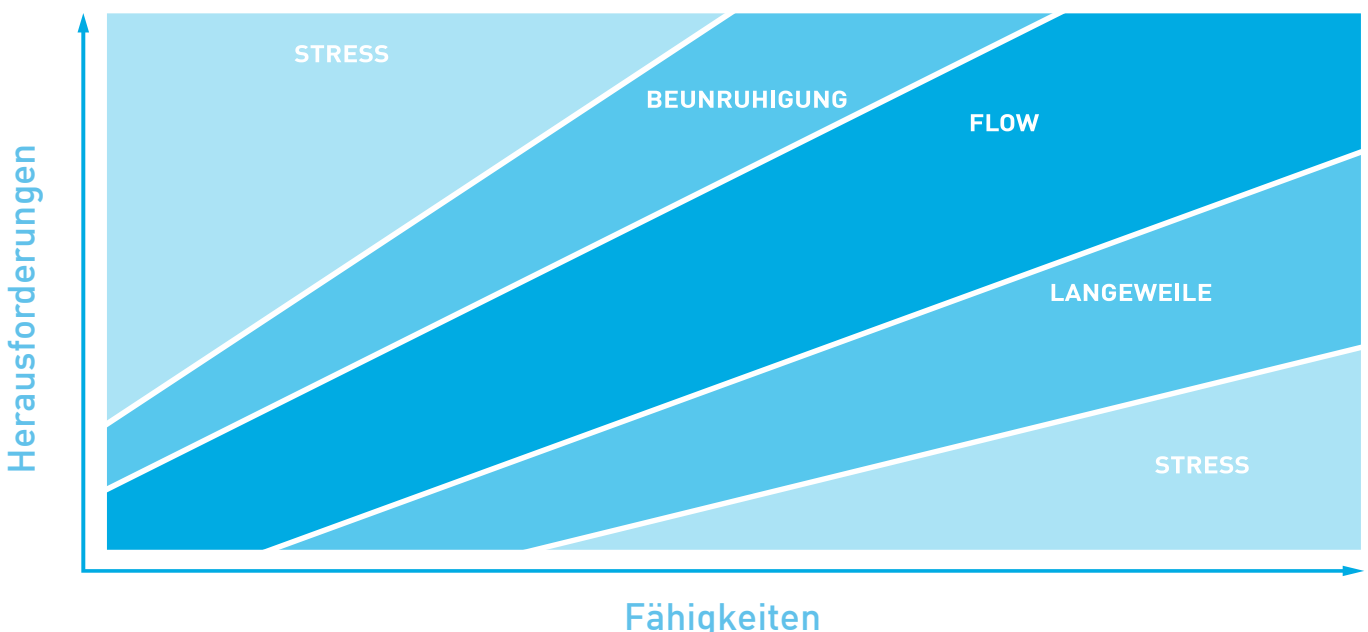 STRESS
BEUNRUHIGUNG
FLOW
LANGEWEILE
STRESS
Herausforderungen
Fähigkeiten